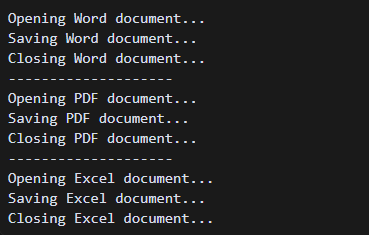 Opening Word document...
Saving Word document...
Closing Word document...
--------------------
Opening PDF document...
Saving PDF document...
Closing PDF document...
--------------------
Opening Excel document...
Saving Excel document...
Closing Excel document...